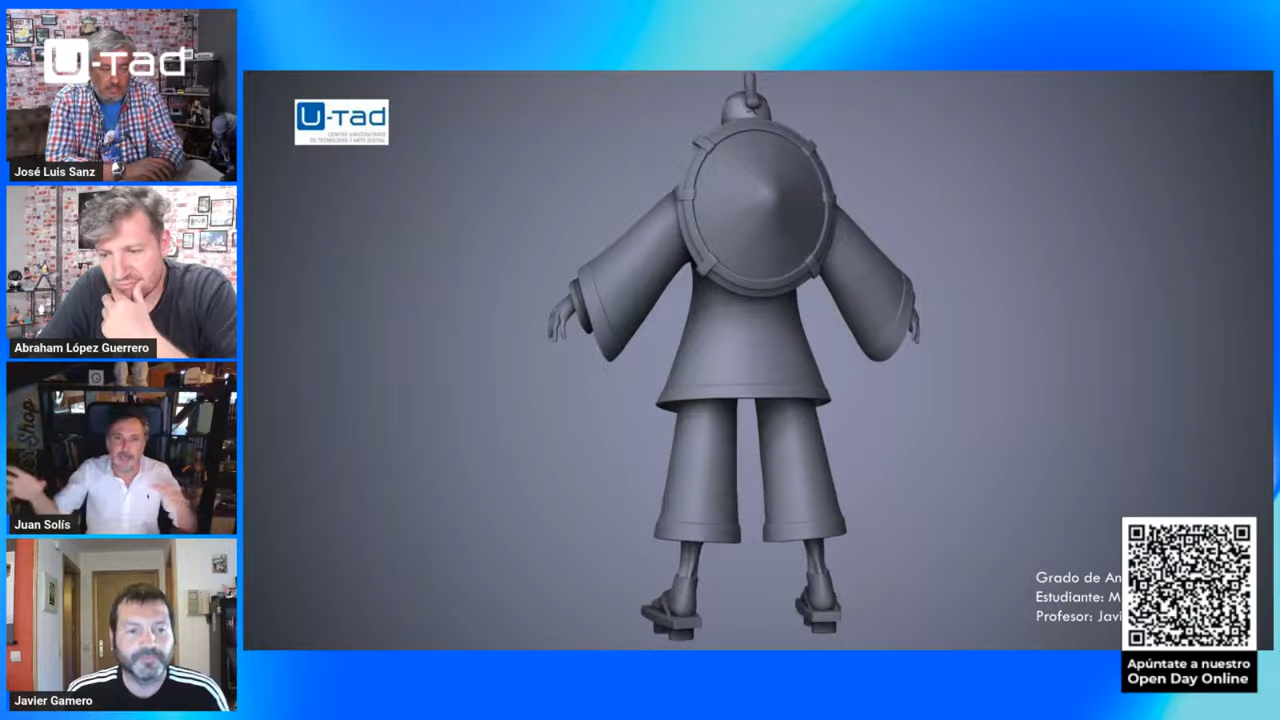 U-Tad
José Luis Sanz
Abraham López Guerrero
Juan Solís
Javier Gamero
U-Tad
CENTRO UNIVERSITARIO
DE TECNOLOGÍA Y ARTE DIGITAL
Grado de An
Estudiante: M
Profesor: Javi
Apúntate a nuestro
Open Day Online